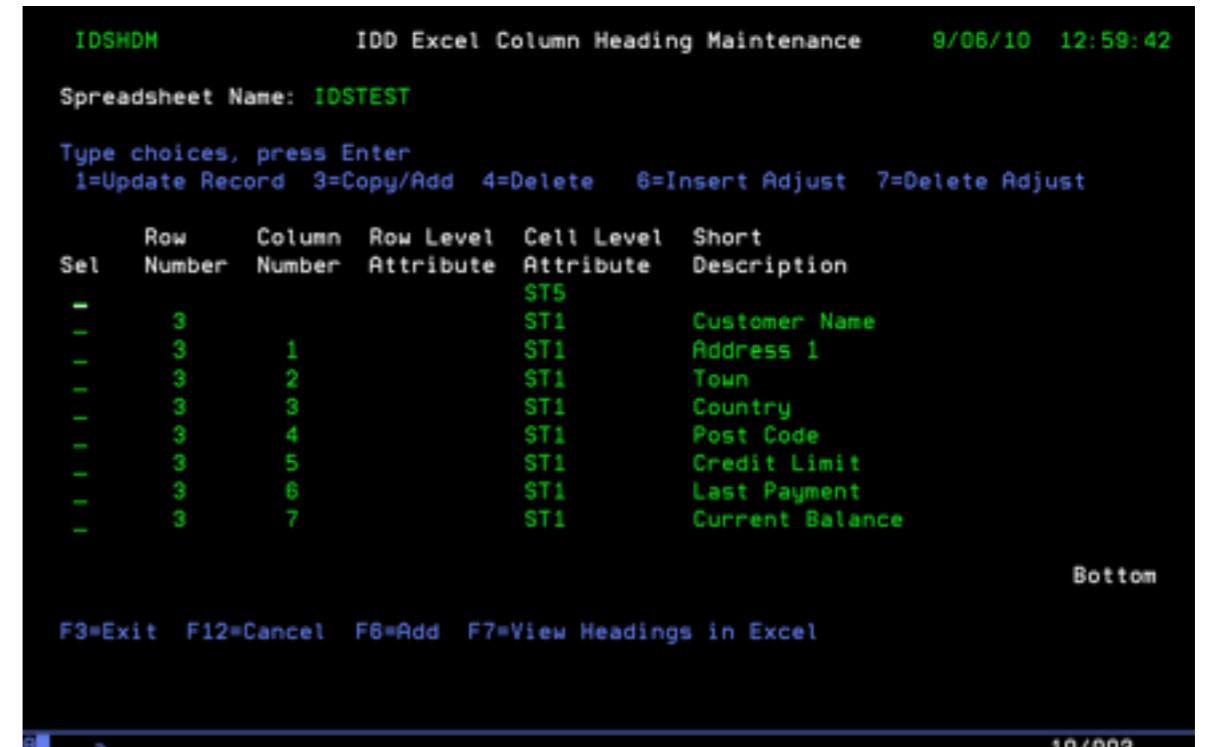 IDSHDM IDD Excel Column Heading Maintenance 9/06/10 12:59:42
Spreadsheet Name: IDSTEST
Type choices, press Enter
1=Update Record 3=Copy/Add 4=Delete 6=Insert Adjust 7=Delete Adjust
Row Column Row Level Cell Level Short
Sel Number Number Attribute Attribute Description
_ ST5
_ 3 ST1 Customer Name
_ 3 1 ST1 Address 1
_ 3 2 ST1 Town
_ 3 3 ST1 Country
_ 3 4 ST1 Post Code
_ 3 5 ST1 Credit Limit
_ 3 6 ST1 Last Payment
_ 3 7 ST1 Current Balance
Bottom
F3=Exit F12=Cancel F6=Add F7=View Headings in Excel